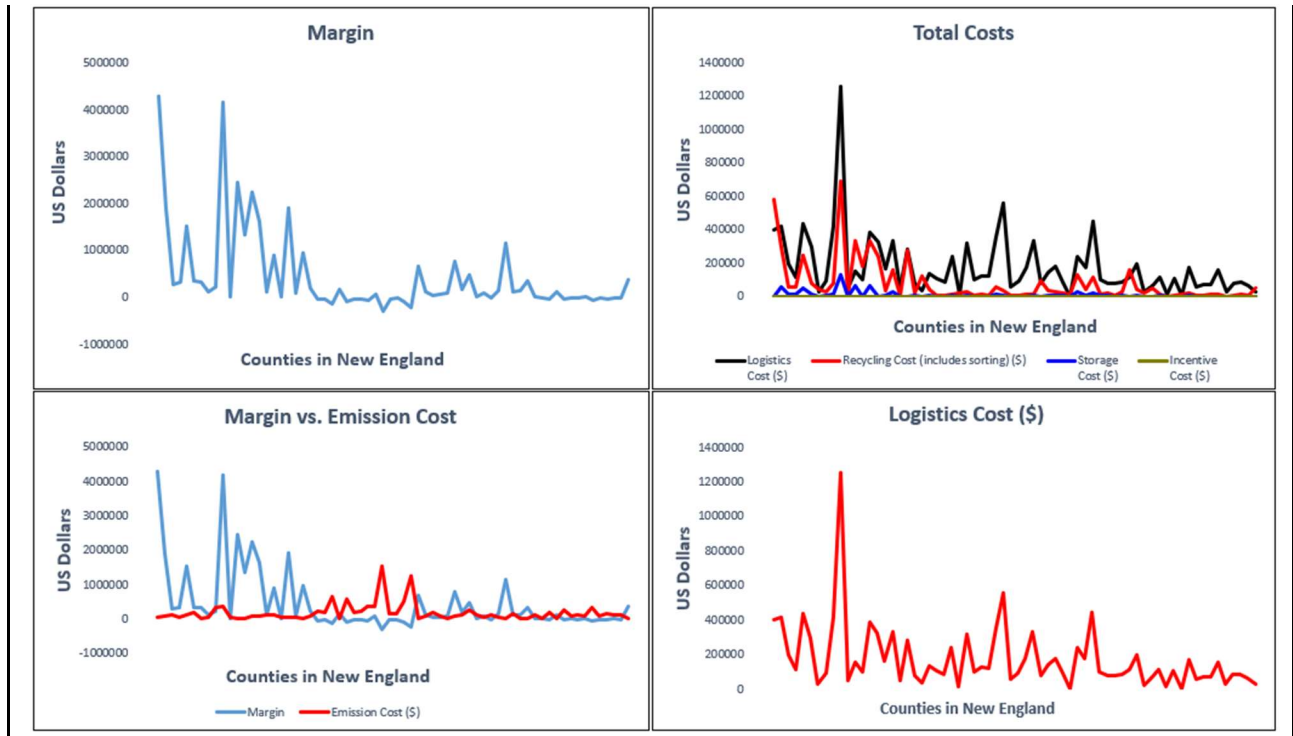 Margin
5000000
4000000
3000000
2000000
1000000
0
-1000000
US Dollars
Counties in New England
Total Costs
1400000
1200000
1000000
800000
600000
400000
200000
0
US Dollars
Counties in New England
Logistics
Cost ($)
Recycling Cost (includes sorting) ($)
Storage
Cost ($)
Incentive
Cost ($)
Margin vs. Emission Cost
5000000
4000000
3000000
2000000
1000000
0
-1000000
US Dollars
Counties in New England
Margin
Emission Cost ($)
Logistics Cost ($)
1400000
1200000
1000000
800000
600000
400000
200000
0
US Dollars
Counties in New England